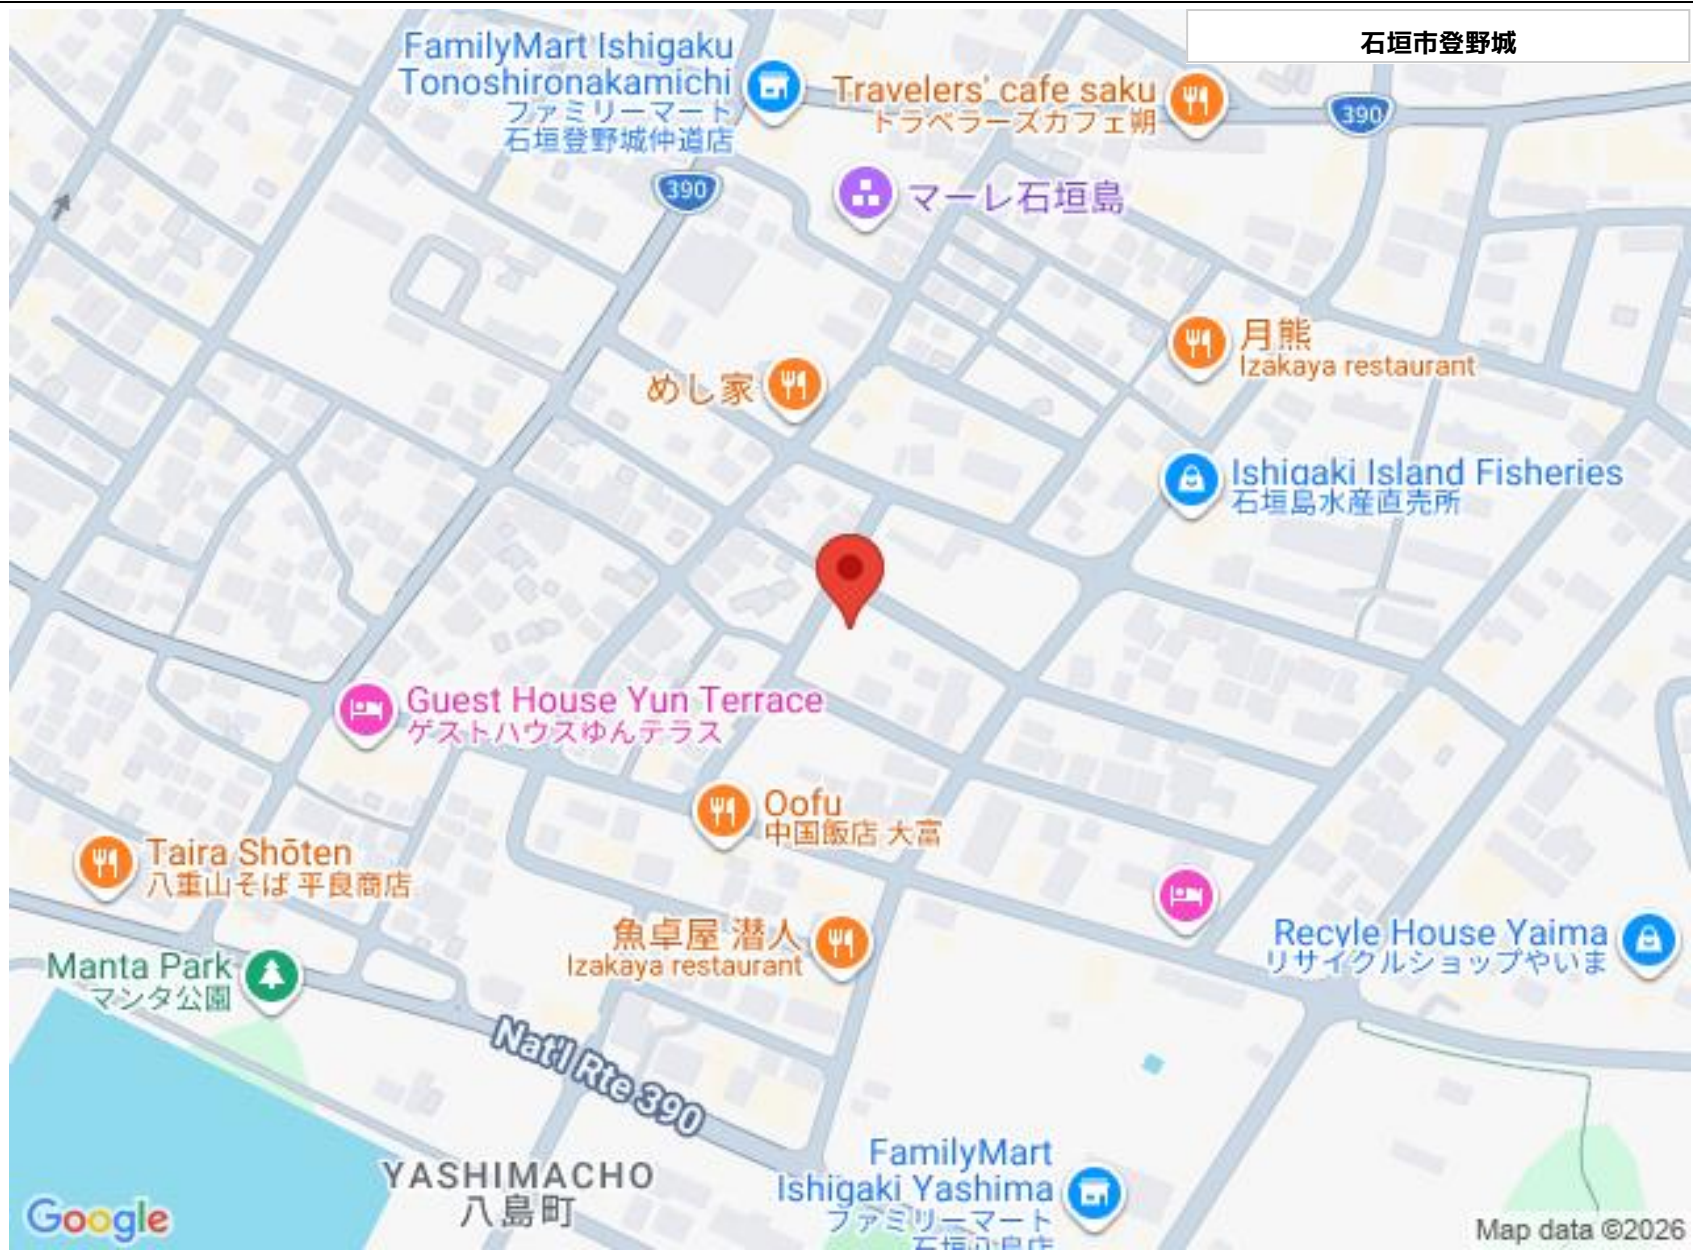 石垣市登野城
FamilyMart Ishigaku
Tonoshironakamichi
ファミリーマート
石垣登野城仲道店
Travelers' cafe saku
トラベラーズカフェ朔
390
390
マーレ石垣島
月熊
Izakaya restaurant
めし家
Ishigaki Island Fisheries
石垣島水産直売所
Guest House Yun Terrace
ゲストハウスゆんテラス
Oofu
中国飯店 大富
Taira Shōten
八重山そば 平良商店
魚卓屋 潜人
Izakaya restaurant
Recyle House Yaima
リサイクルショップやいま
Manta Park
マンタ公園
Nat'l Rte 390
FamilyMart
Ishigaki Yashima
ファミリーマート
石垣八島店
YASHIMACHO
八島町
Google
Map data ©2026